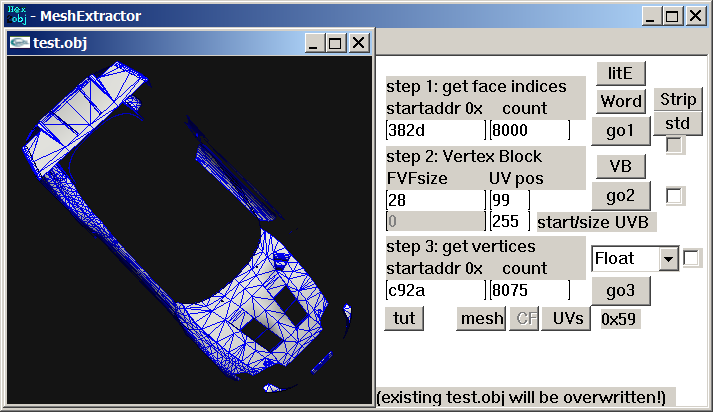 Hex obj - MeshExtractor
test.obj
step 1: get face indices
startaddr 0x count
382d 8000
litE
Word
go1
Strip
std
step 2: Vertex Block
FVFsize UV pos
28 99
0 255 start/size UVB
VB
go2
step 3: get vertices
startaddr 0x count
c92a 8075
Float
go3
tut mesh CF UVs 0x59
(existing test.obj will be overwritten!)